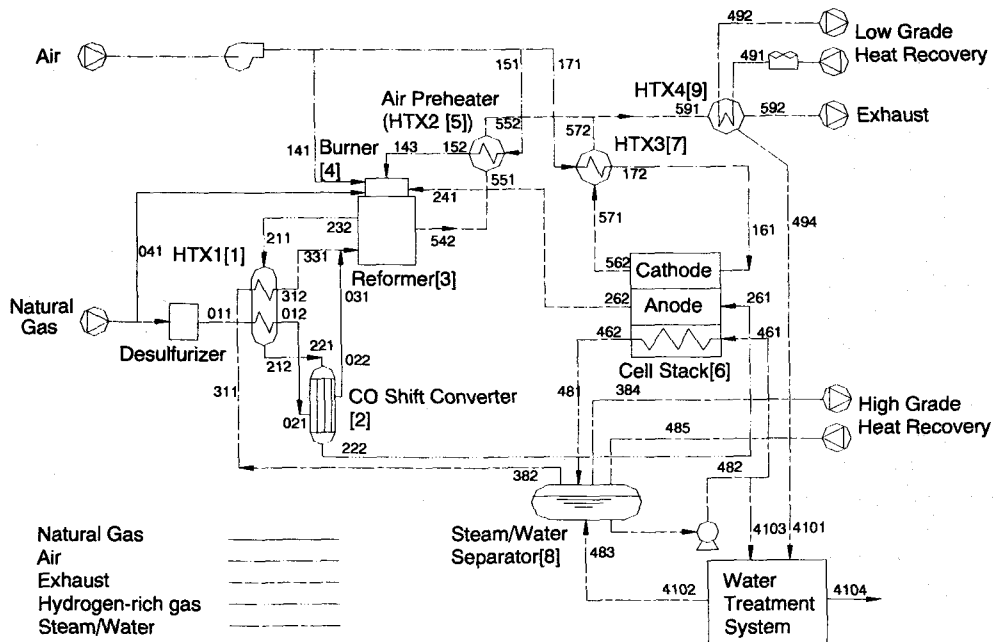 492
Low Grade
Heat Recovery
Air
151
171
491
HTX4[9]
Air Preheater
(HTX2 [5])
552
572
591
592
Exhaust
141
Burner
[4]
143
152
HTX3[7]
551
172
241
041
211
232
571
161
494
HTX1[1]
331
542
562
Cathode
Reformer[3]
312
031
262
Anode
261
Natural
Gas
011
012
462
461
Desulfurizer
221
022
Cell Stack[6]
212
311
481
384
CO Shift Converter
[2]
High Grade
Heat Recovery
021
485
222
482
382
Natural Gas
Air
Exhaust
Hydrogen-rich gas
Steam/Water
Steam/Water
Separator[8]
483
4103
4101
4102
Water
Treatment
System
4104